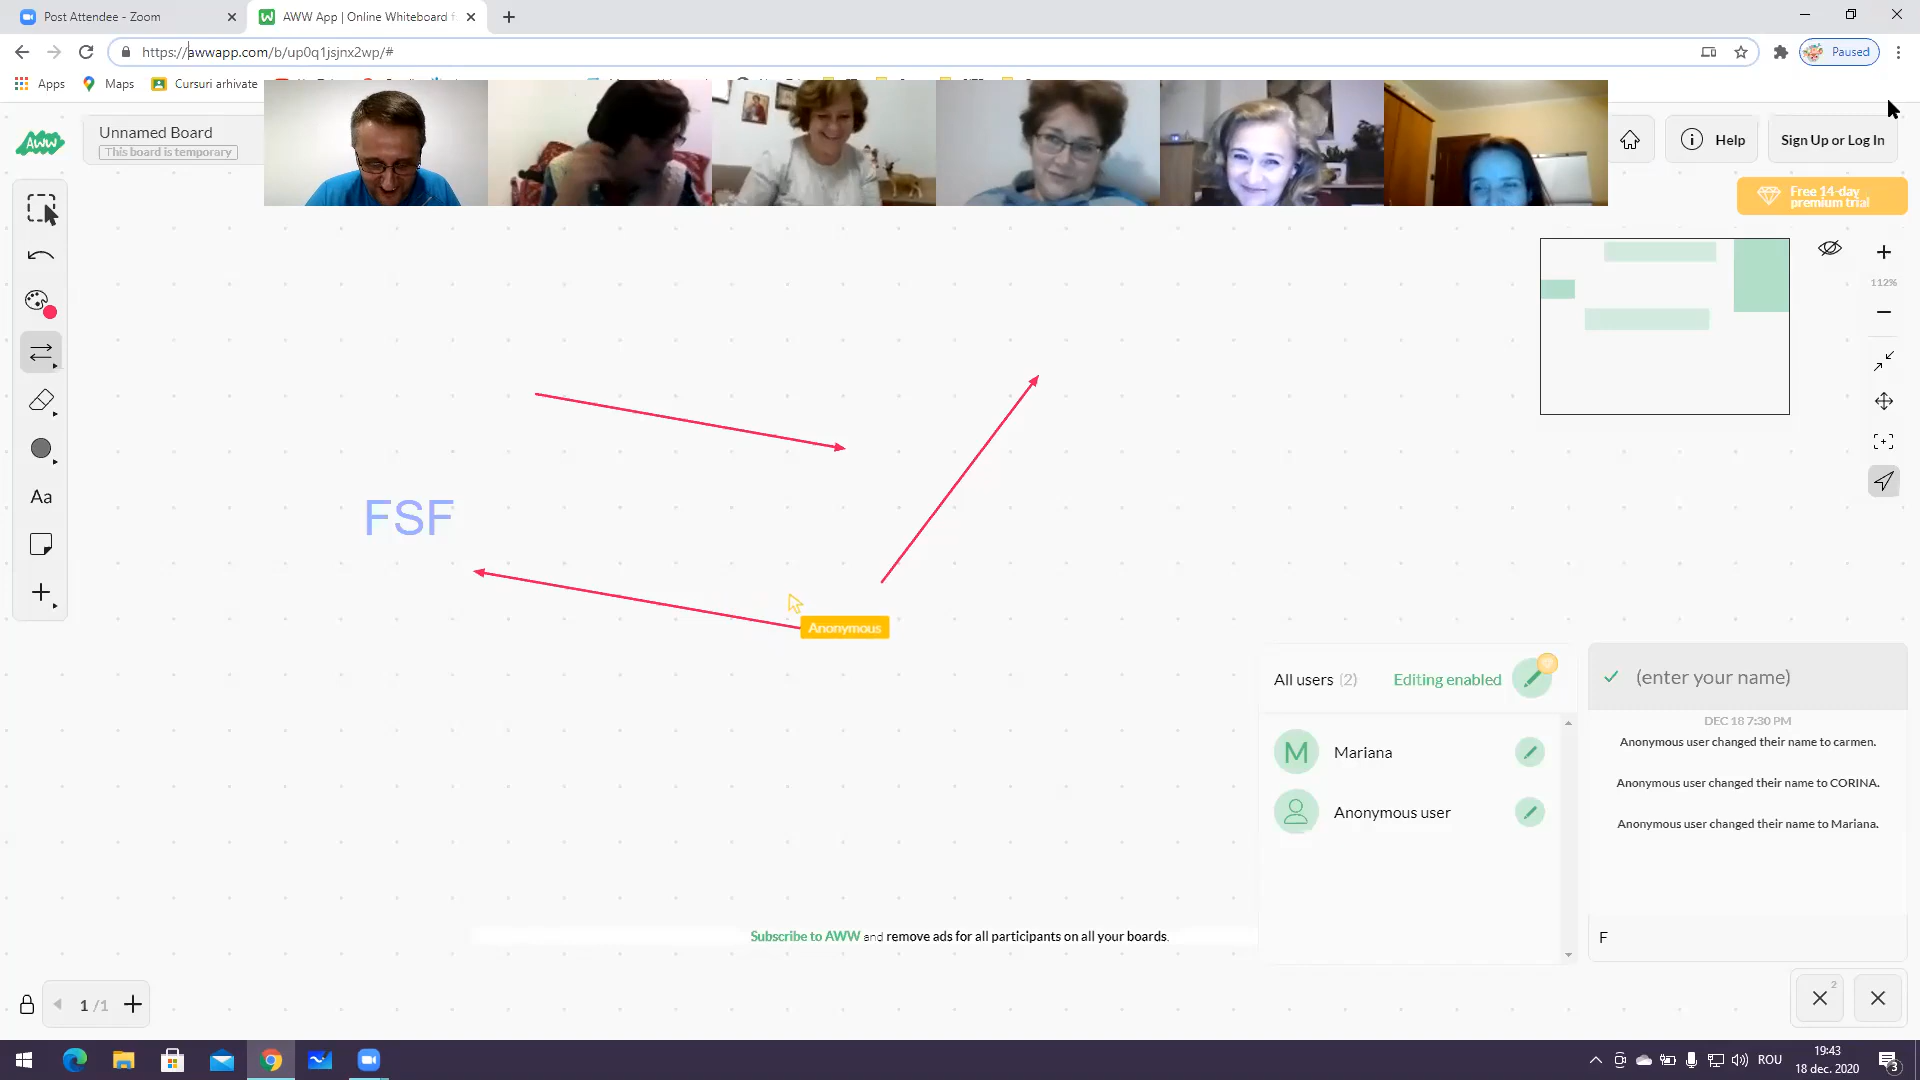 Post Attendee - Zoom
AWW App | Online Whiteboard f
https://awwapp.com/b/up0q1jsjnx2wp/#
Paused
Apps
Maps
Cursuri arhivate
AWW
Unnamed Board
This board is temporary
Help
Sign Up or Log In
Free 14-day
premium trial
112%
FSF
Anonymous
Aa
All users (2)
Editing enabled
M
Mariana
Anonymous user
(enter your name)
DEC 18 7:30 PM
Anonymous user changed their name to carmen.
Anonymous user changed their name to CORINA.
Anonymous user changed their name to Mariana.
F
Subscribe to AWW and remove ads for all participants on all your boards.
1 /1
2
ROU
19:43
18 dec. 2020
3